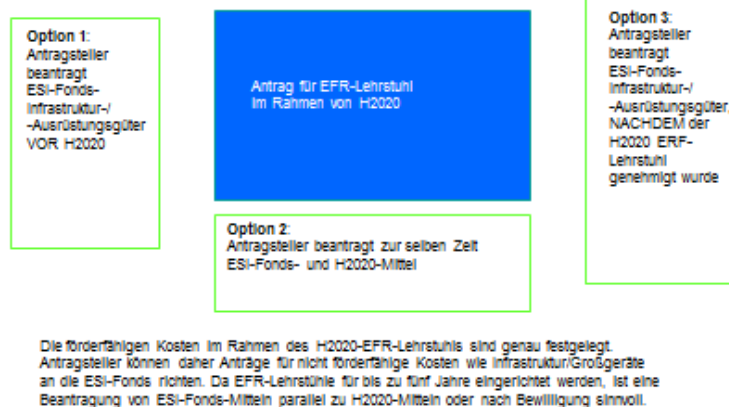 Option 1:
Antragsteller
beantragt
ESI-Fonds-
Infrastruktur-/
-Ausrüstungsgüter
VOR H2020
Antrag für EFR-Lehrstuhl
im Rahmen von H2020
Option 2:
Antragsteller beantragt zur selben Zeit
ESI-Fonds- und H2020-Mittel
Option 3:
Antragsteller
beantragt
ESI-Fonds-
Infrastruktur-/
-Ausrüstungsgüter,
NACHDEM der
H2020 ERF-
Lehrstuhl
genehmigt wurde
Die förderfähigen Kosten im Rahmen des H2020-EFR-Lehrstuhls sind genau festgelegt.
Antragsteller können daher Anträge für nicht förderfähige Kosten wie Infrastruktur/Großgeräte
an die ESI-Fonds richten. Da EFR-Lehrstühle für bis zu fünf Jahre eingerichtet werden, ist eine
Beantragung von ESI-Fonds-Mitteln parallel zu H2020-Mitteln oder nach Bewilligung sinnvoll.